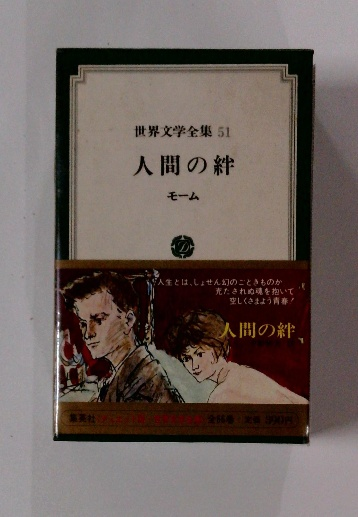 世界文学全集 51
人間の絆
モーム
人生とは、しょせん幻のごときものか
充たされぬ魂を抱いて
空しくさまよう青春!
人間の絆
集英社